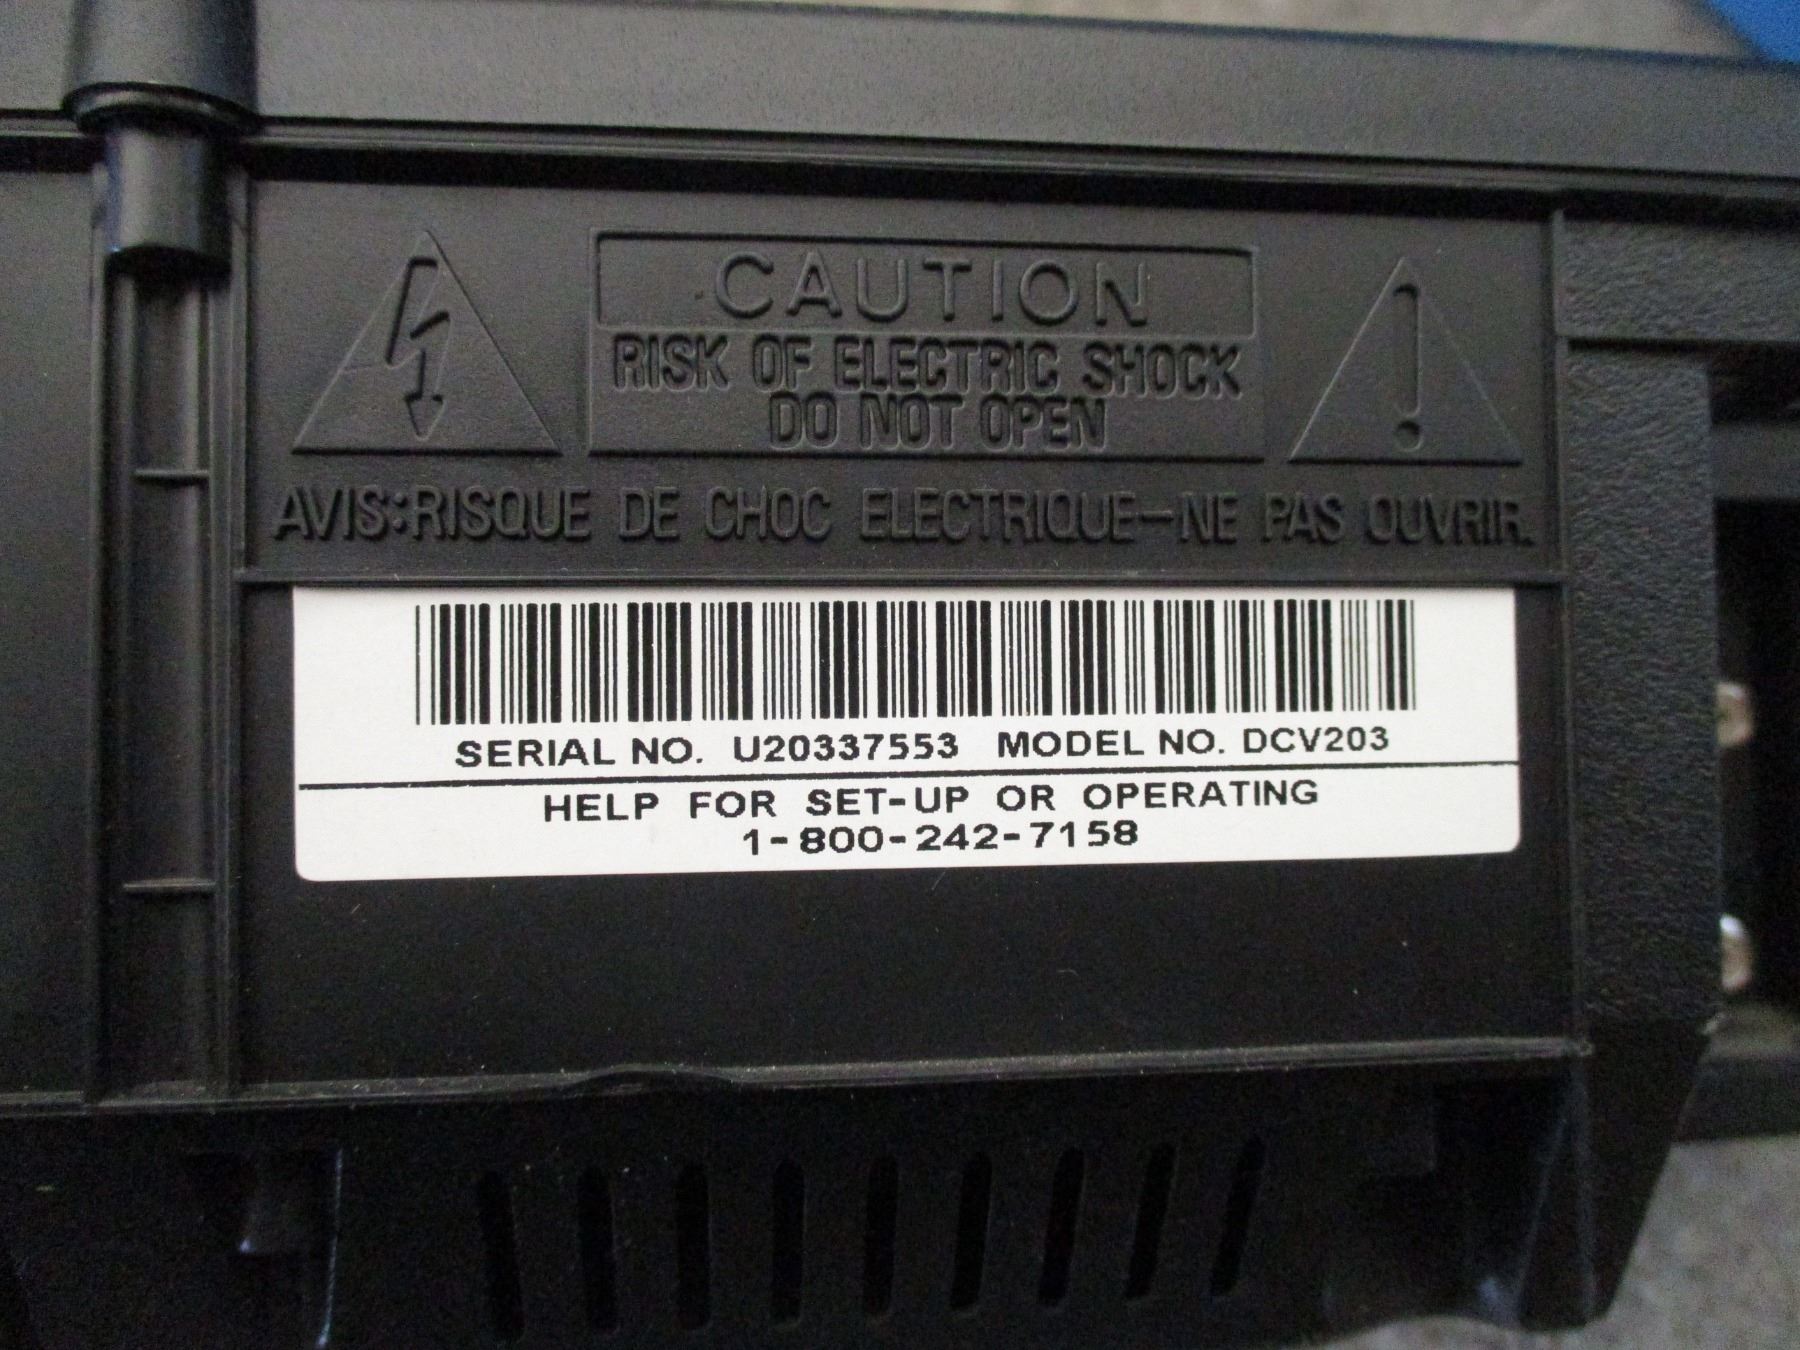 CAUTION
RISK OF ELECTRIC SHOCK
DO NOT OPEN
AVIS:RISQUE DE CHOC ELECTRIQUE—NE PAS OUVRIR.
SERIAL NO. U20337553 MODEL NO. DCV203
HELP FOR SET-UP OR OPERATING
1-800-242-7158